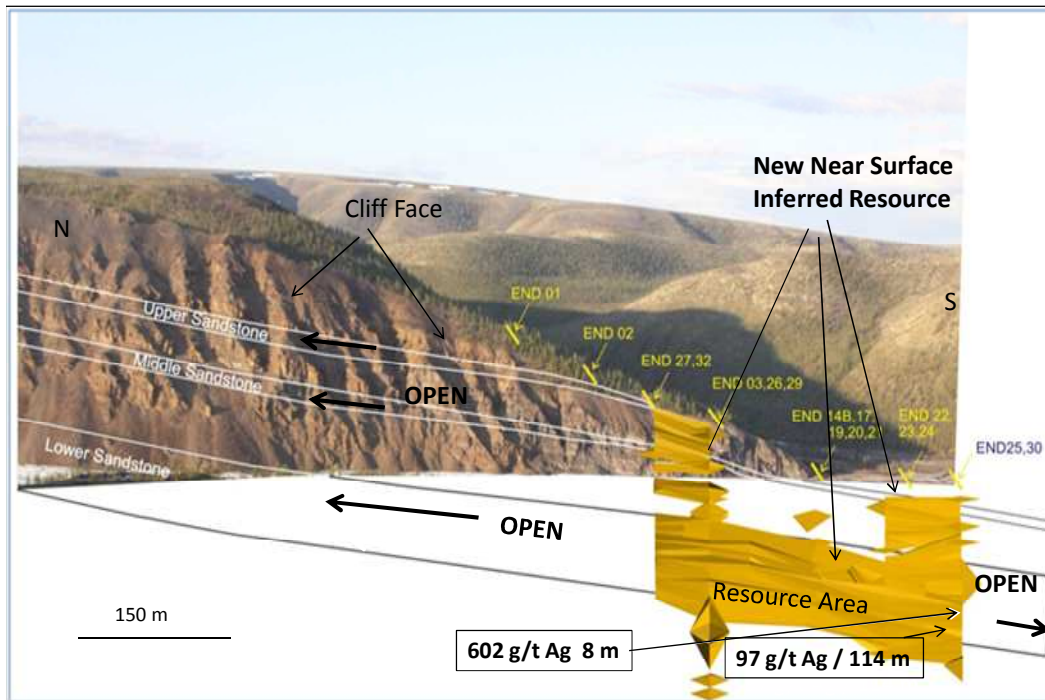 New Near Surface
Inferred Resource
Cliff Face
N
S
END 01
Upper Sandstone
END 02
END 27,32
Middle Sandstone
OPEN
END 03,26,29
END 14B,17,
19,20,21
END 22,
23,24
END25,30
Lower Sandstone
OPEN
OPEN
Resource Area
150 m
602 g/t Ag 8 m
97 g/t Ag / 114 m